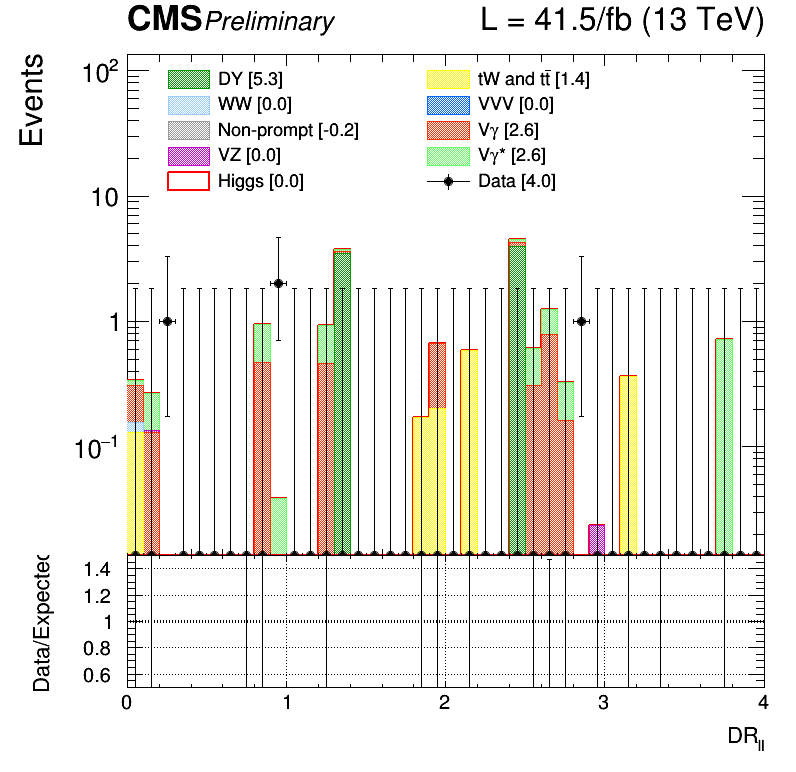 CMS Preliminary L = 41.5/fb (13 TeV)
Events
10²
10
1
10⁻¹
DY [5.3]
WW [0.0]
Non-prompt [-0.2]
VZ [0.0]
Higgs [0.0]
tW and tt̅ [1.4]
VVV [0.0]
Vγ [2.6]
Vγ* [2.6]
Data [4.0]
Data/Expected
1.4
1.2
1
0.8
0.6
0 1 2 3 4
DR_ll